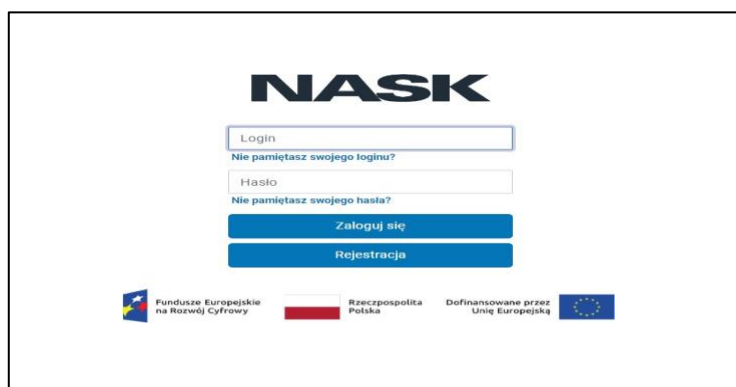 NASK
Login
Nie pamiętasz swojego loginu?
Hasło
Nie pamiętasz swojego hasła?
Zaloguj się
Rejestracja
Fundusze Europejskie
na Rozwój Cyfrowy
Rzeczpospolita
Polska
Dofinansowane przez
Unię Europejską